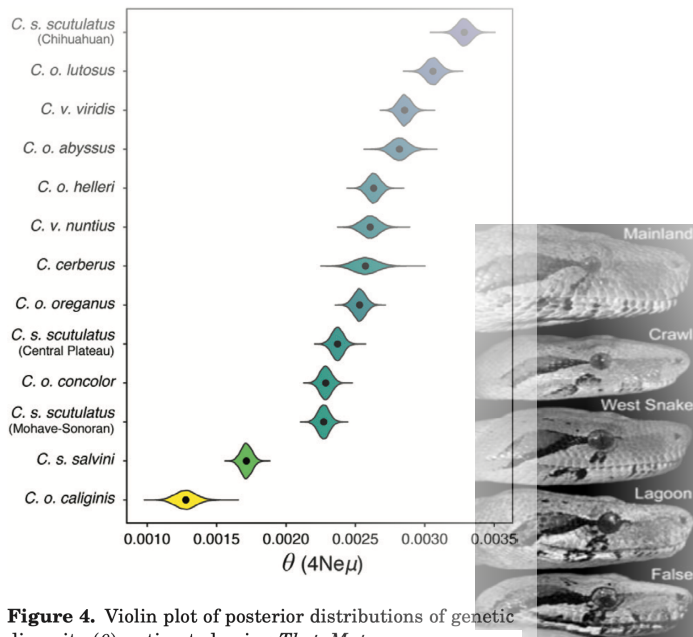 C. s. scutulatus
(Chihuahuan)
C. o. lutosus
C. v. viridis
C. o. abyssus
C. o. helleri
C. v. nuntius
C. cerberus
C. o. oreganus
C. s. scutulatus
(Central Plateau)
C. o. concolor
C. s. scutulatus
(Mohave-Sonoran)
C. s. salvini
C. o. caliginis
0.0010 0.0015 0.0020 0.0025 0.0030 0.0035
θ (4Neμ)
Mainland
Crawl
West Snake
Lagoon
False
Figure 4. Violin plot of posterior distributions of genetic